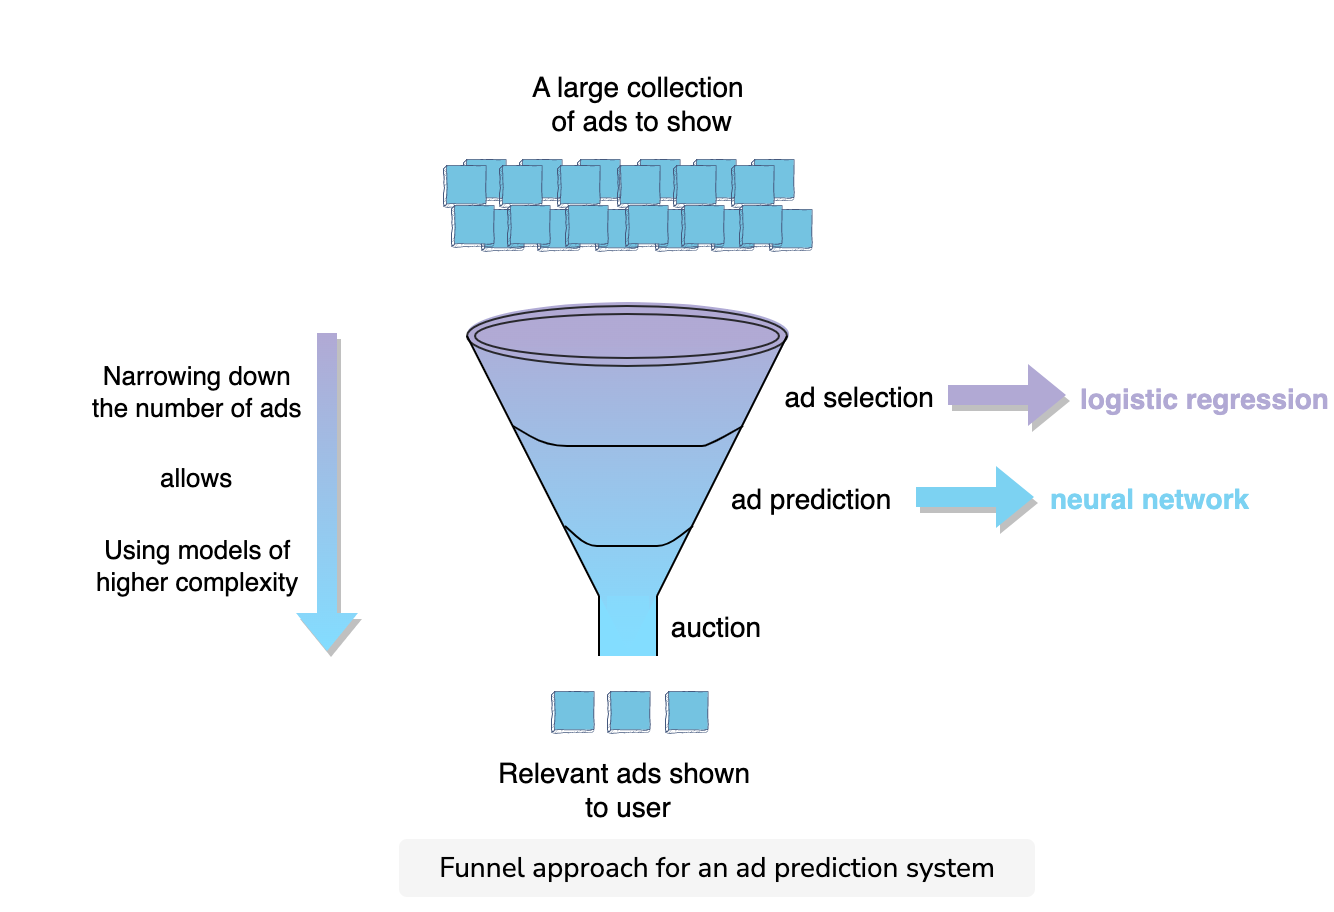 A large collection
of ads to show
Narrowing down
the number of ads
allows
Using models of
higher complexity
ad selection
logistic regression
ad prediction
neural network
auction
Relevant ads shown
to user
Funnel approach for an ad prediction system